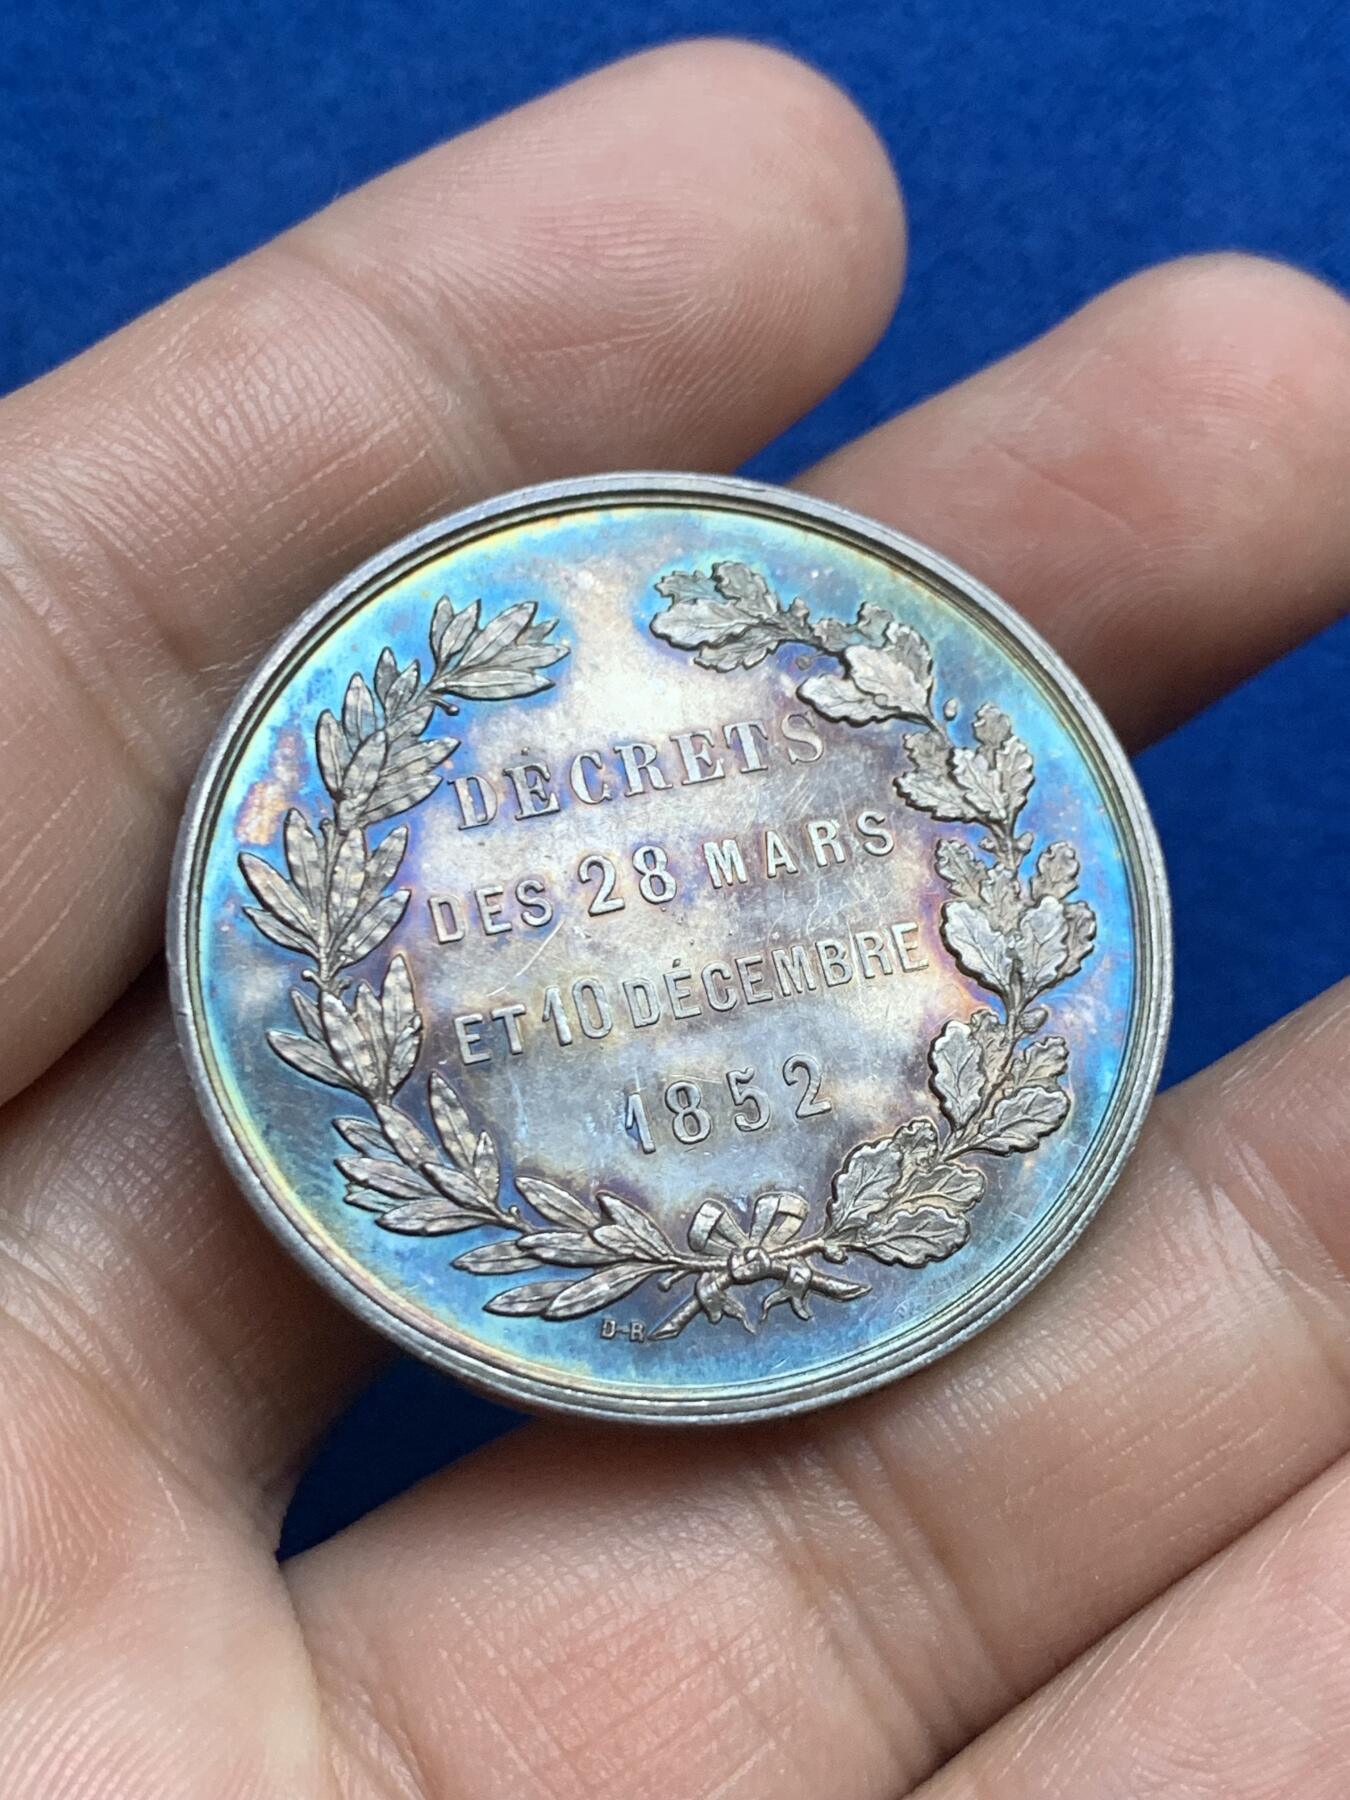 DÉCRETS
DES 28 MARS
ET 10 DÉCEMBRE
1852
D-R